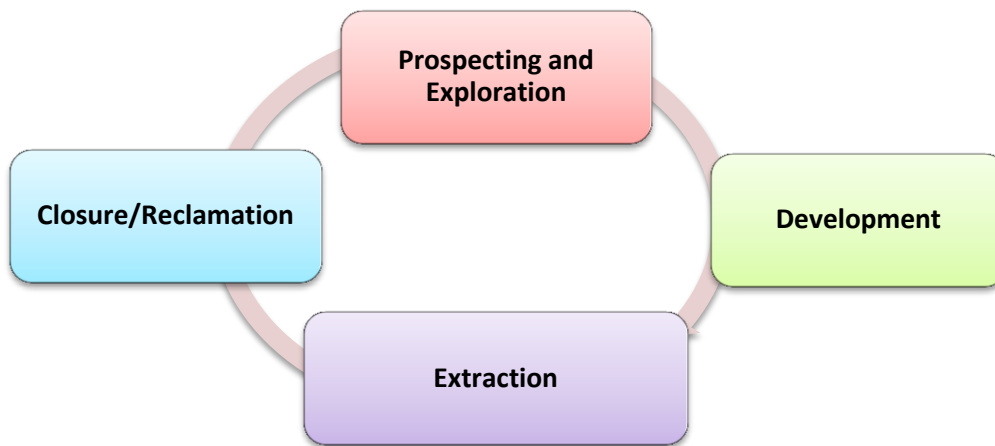 Prospecting and
Exploration
Closure/Reclamation
Development
Extraction